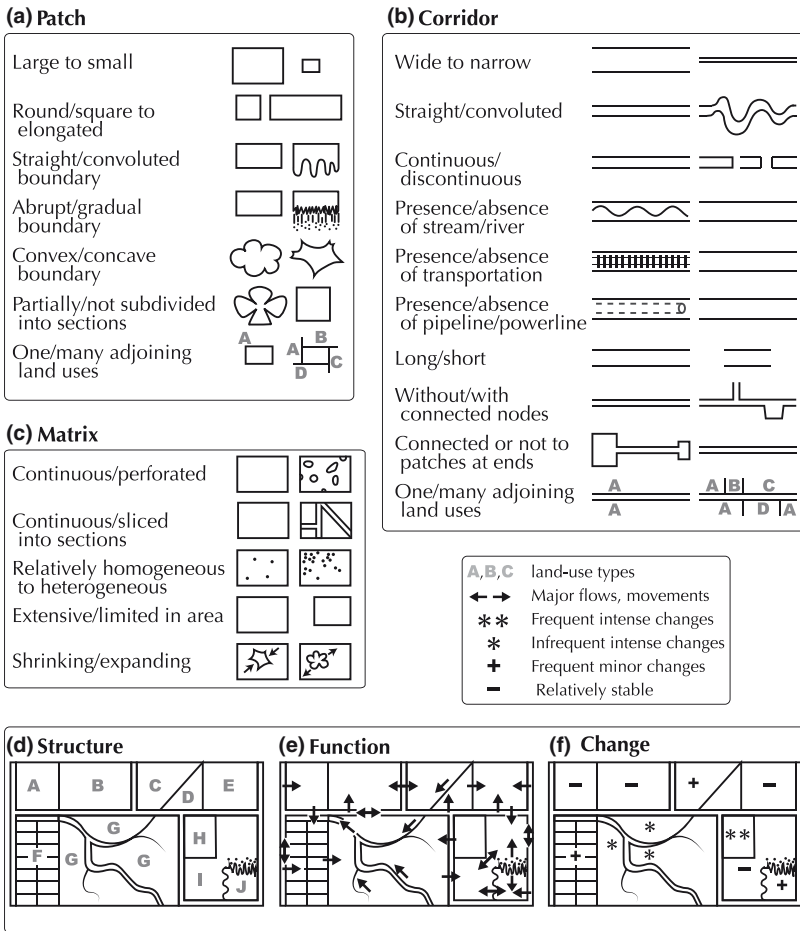 (a) Patch
Large to small
Round/square to
elongated
Straight/convoluted
boundary
Abrupt/gradual
boundary
Convex/concave
boundary
Partially/not subdivided
into sections
One/many adjoining
land uses
A
A
B
C
D
(b) Corridor
Wide to narrow
Straight/convoluted
Continuous/
discontinuous
Presence/absence
of stream/river
Presence/absence
of transportation
Presence/absence
of pipeline/powerline
Long/short
Without/with
connected nodes
Connected or not to
patches at ends
One/many adjoining
land uses
A
A
A B C
A D A
(c) Matrix
Continuous/perforated
Continuous/sliced
into sections
Relatively homogeneous
to heterogeneous
Extensive/limited in area
Shrinking/expanding
A,B,C land-use types
Major flows, movements
** Frequent intense changes
* Infrequent intense changes
+ Frequent minor changes
− Relatively stable
(d) Structure
A B C D E
F G G G H
I J
(e) Function
(f) Change
− − + −
+ * * * **
− +